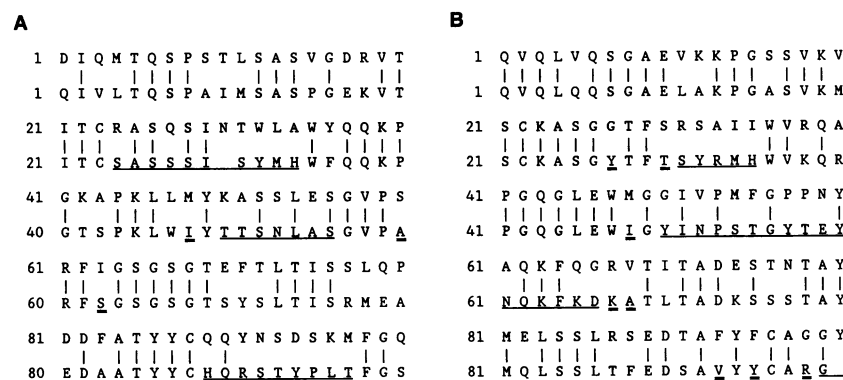 A
1 D I Q M T Q S P S T L S A S V G D R V T
1 Q I V L T Q S P A I M S A S P G E K V T
21 I T C R A S Q S I N T W L A W Y Q Q K P
21 I T C S A S S S I S Y M H W F Q Q K P
41 G K A P K L L M Y K A S S L E S G V P S
40 G T S P K L W I Y T T S N L A S G V P A
61 R F I G S G S G T E F T L T I S S L Q P
60 R F S G S G S G T S Y S L T I S R M E A
81 D D F A T Y Y C Q Q Y N S D S K M F G Q
80 E D A A T Y Y C H Q R S T Y P L T F G S
B
1 Q V Q L V Q S G A E V K K P G S S V K V
1 Q V Q L Q Q S G A E L A K P G A S V K M
21 S C K A S G G T F S R S A I I W V R Q A
21 S C K A S G Y T F T S Y R M H W V K Q R
41 P G Q G L E W M G G I V P M F G P P N Y
41 P G Q G L E W I G Y I N P S T G Y T E Y
61 A Q K F Q G R V T I T A D E S T N T A Y
61 N Q K F K D K A T L T A D K S S S T A Y
81 M E L S S L R S E D T A F Y F C A G G Y
81 M Q L S S L T F E D S A V Y Y C A R G